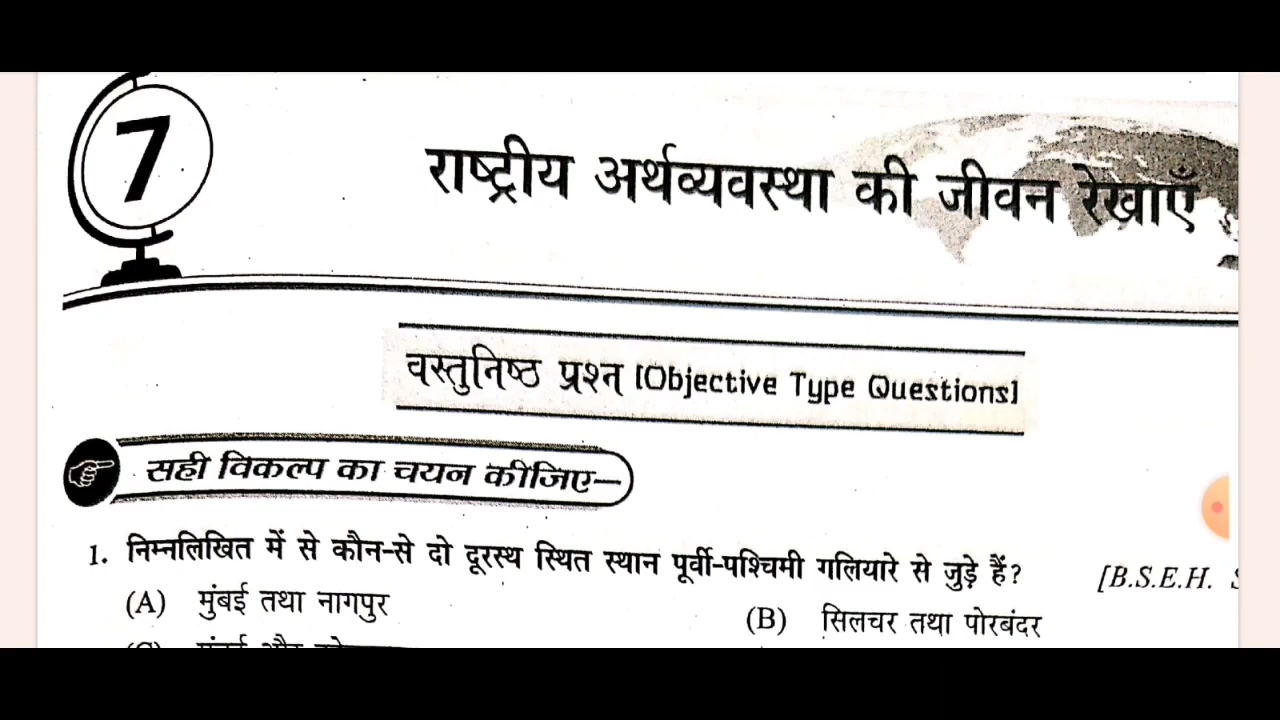 7
राष्ट्रीय अर्थव्यवस्था की जीवन रेखाएँ
वस्तुनिष्ठ प्रश्न [Objective Type Questions]
सही विकल्प का चयन कीजिए—
1. निम्नलिखित में से कौन-से दो दूरस्थ स्थित स्थान पूर्वी-पश्चिमी गलियारे से जुड़े हैं? [B.S.E.H.
(A) मुंबई तथा नागपुर (B) सिलचर तथा पोरबंदर